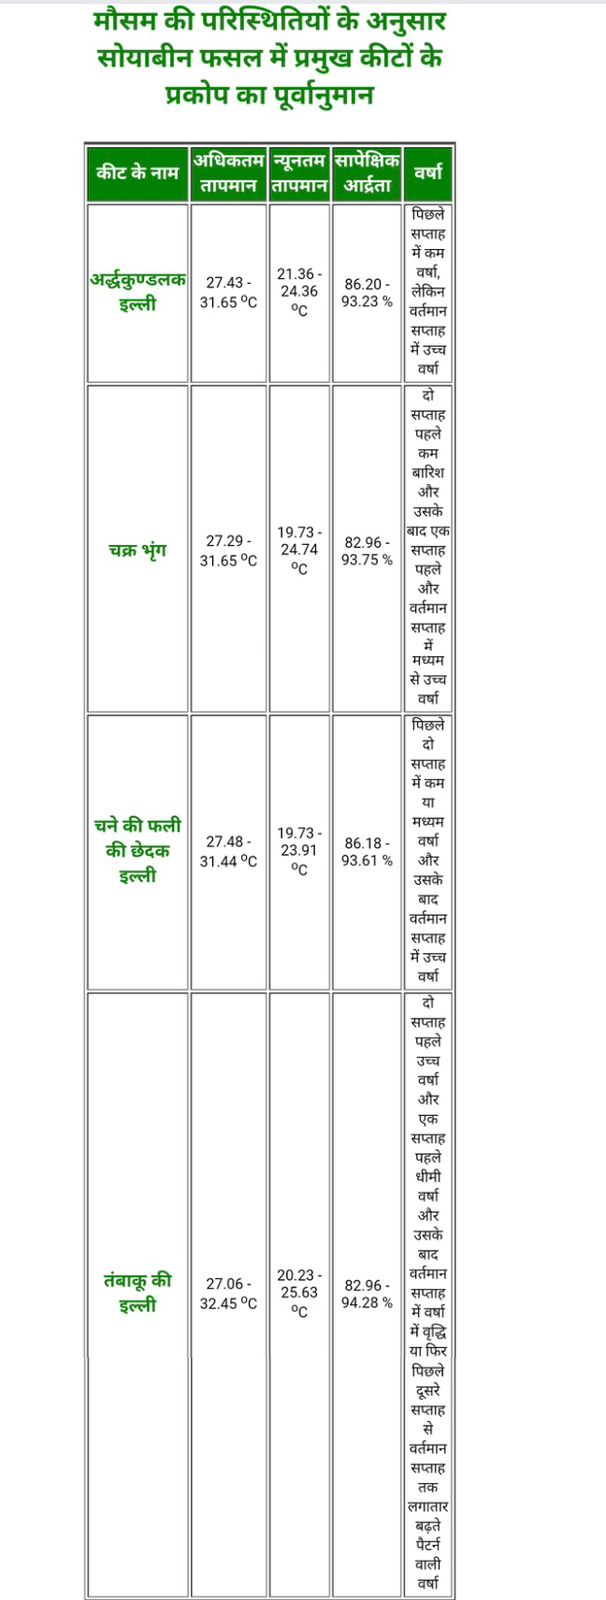 मौसम की परिस्थितियों के अनुसार
सोयाबीन फसल में प्रमुख कीटों के
प्रकोप का पूर्वानुमान
कीट के नाम
अधिकतम
तापमान
न्यूनतम
तापमान
सापेक्षिक
आर्द्रता
वर्षा
अर्द्धकुण्डलक
इल्ली
27.43 -
31.65 ºC
21.36 -
24.36
ºC
86.20 -
93.23 %
पिछले
सप्ताह
में कम
वर्षा,
लेकिन
वर्तमान
सप्ताह
में उच्च
वर्षा
चक्र भृंग
27.29 -
31.65 ºC
19.73 -
24.74
ºC
82.96 -
93.75 %
दो
सप्ताह
पहले
कम
बारिश
और
उसके
बाद एक
सप्ताह
पहले
और
वर्तमान
सप्ताह
में
मध्यम
से उच्च
वर्षा
चने की फली
की छेदक
इल्ली
27.48 -
31.44 ºC
19.73 -
23.91
ºC
86.18 -
93.61 %
पिछले
दो
सप्ताह
में कम
या
मध्यम
वर्षा
और
उसके
बाद
वर्तमान
सप्ताह
में उच्च
वर्षा
तंबाकू की
इल्ली
27.06 -
32.45 ºC
20.23 -
25.63
ºC
82.96 -
94.28 %
दो
सप्ताह
पहले
उच्च
वर्षा
और
एक
सप्ताह
पहले
धीमी
वर्षा
और
उसके
बाद
वर्तमान
सप्ताह
में वर्षा
में वृद्धि
या फिर
पिछले
दूसरे
सप्ताह
से
वर्तमान
सप्ताह
तक
लगातार
बढ़ते
पैटर्न
वाली
वर्षा